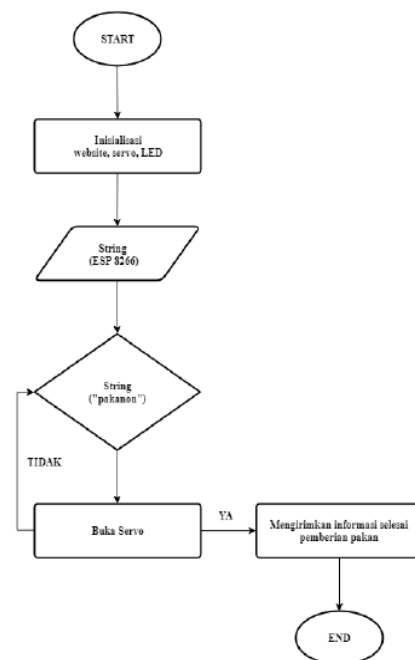 START
Inisialisasi
website, servo, LED
String
(ESP 8266)
String
("pakanon")
TIDAK
Buka Servo
YA
Mengirimkan informasi selesai
pemberian pakan
END